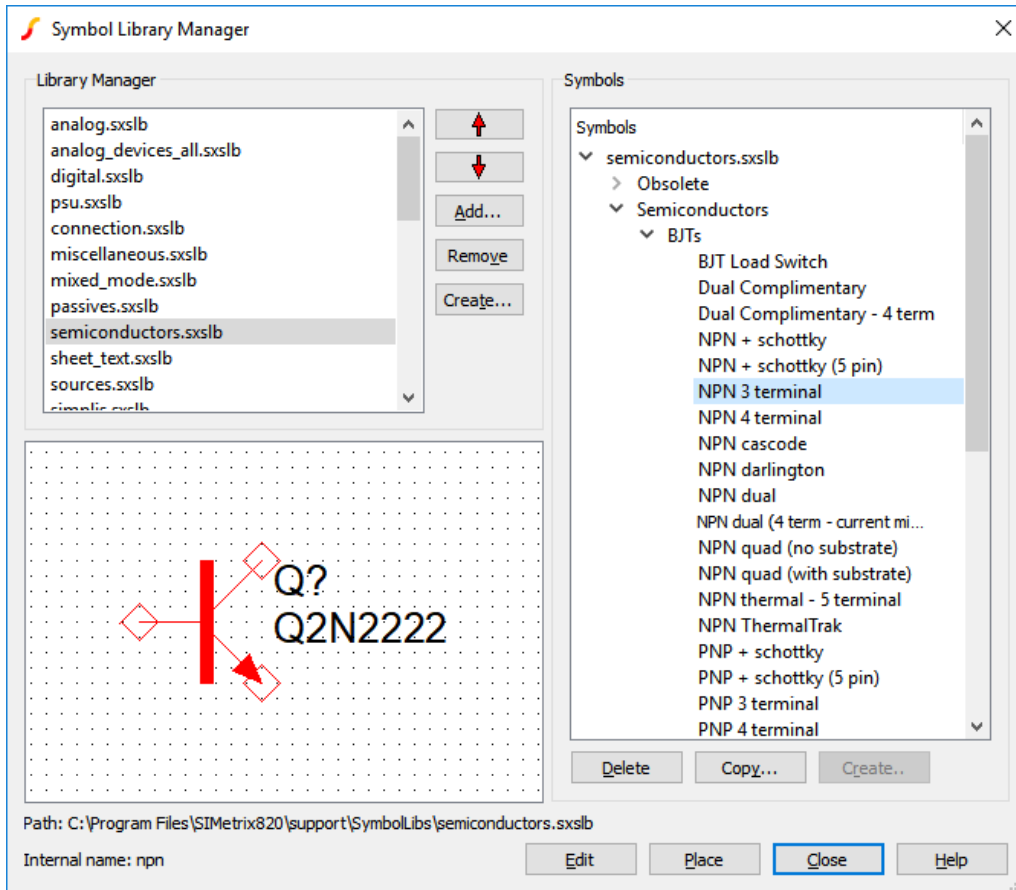 Symbol Library Manager
Library Manager
analog.sxslb
analog_devices_all.sxslb
digital.sxslb
psu.sxslb
connection.sxslb
miscellaneous.sxslb
mixed_mode.sxslb
passives.sxslb
semiconductors.sxslb
sheet_text.sxslb
sources.sxslb
simplis.sxslb
Add...
Remove
Create...
Symbols
Symbols
semiconductors.sxslb
Obsolete
Semiconductors
BJTs
BJT Load Switch
Dual Complimentary
Dual Complimentary - 4 term
NPN + schottky
NPN + schottky (5 pin)
NPN 3 terminal
NPN 4 terminal
NPN cascode
NPN darlington
NPN dual
NPN dual (4 term - current mi...
NPN quad (no substrate)
NPN quad (with substrate)
NPN thermal - 5 terminal
NPN ThermalTrak
PNP + schottky
PNP + schottky (5 pin)
PNP 3 terminal
PNP 4 terminal
Q?
Q2N2222
Delete
Copy...
Create..
Path: C:\Program Files\SIMetrix820\support\SymbolLibs\semiconductors.sxslb
Internal name: npn
Edit
Place
Close
Help